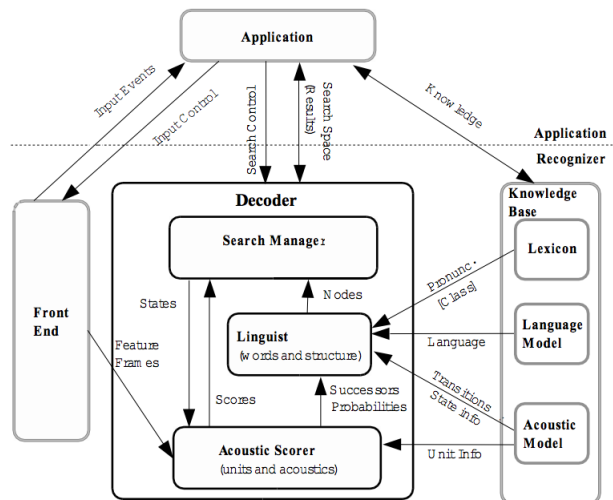 Application
Input Events
Input Control
Search Control
Search Space
(Results)
Knowledge
Application
Recognizer
Decoder
Knowledge
Base
Search Manager
Lexicon
Pronunc.
[Class]
States
Nodes
Front
End
Linguist
(words and structure)
Language
Model
Language
Feature
Frames
Transitions
State info
Scores
Successors
Probabilities
Acoustic Scorer
(units and acoustics)
Acoustic
Model
Unit Info